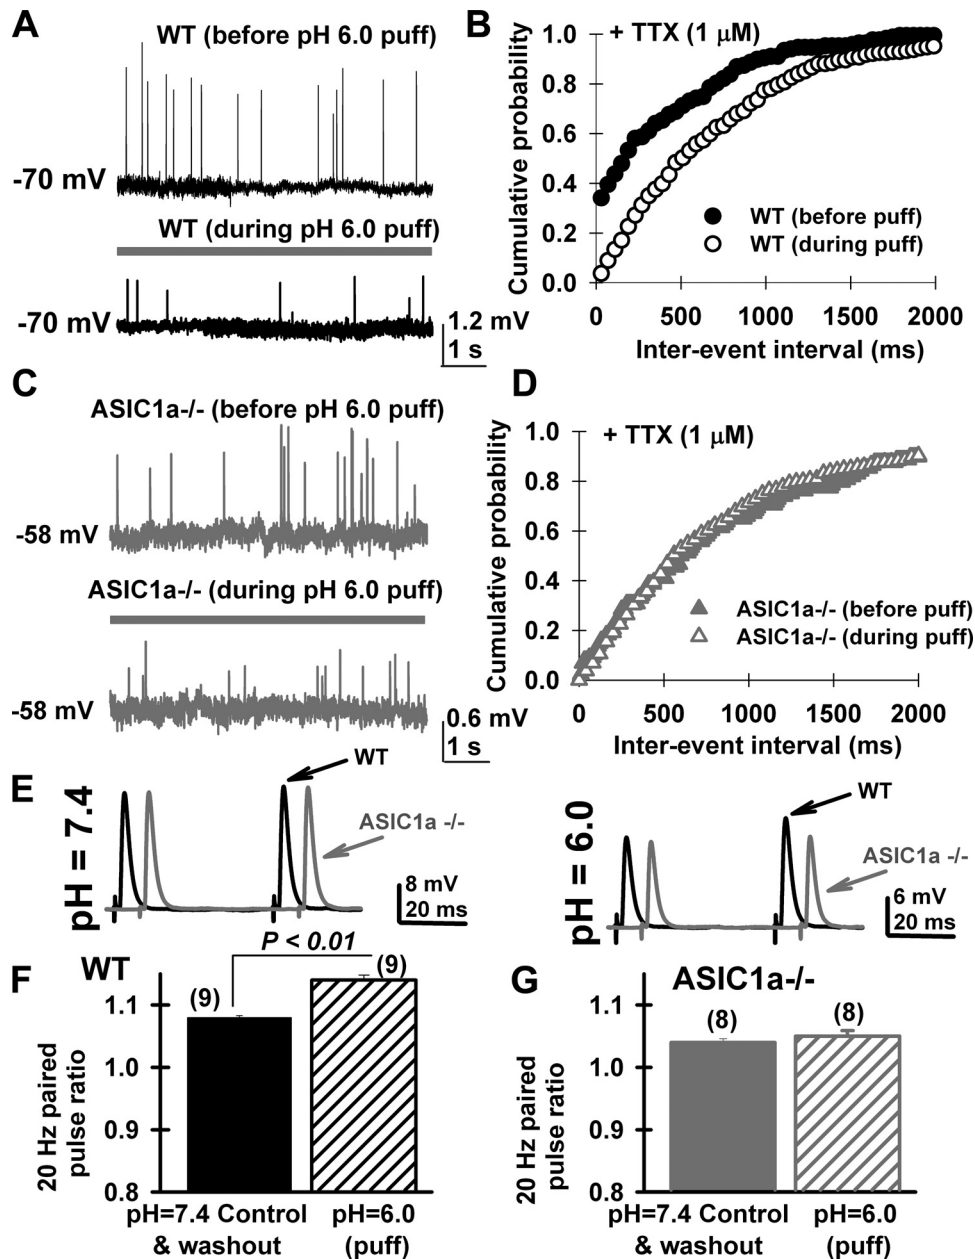 A
WT (before pH 6.0 puff)
-70 mV
WT (during pH 6.0 puff)
-70 mV
1.2 mV
1 s
B
+ TTX (1 µM)
Cumulative probability
1.0
0.8
0.6
0.4
0.2
0.0
WT (before puff)
WT (during puff)
0 500 1000 1500 2000
Inter-event interval (ms)
C
ASIC1a-/- (before pH 6.0 puff)
-58 mV
ASIC1a-/- (during pH 6.0 puff)
-58 mV
0.6 mV
1 s
D
+ TTX (1 µM)
Cumulative probability
1.0
0.8
0.6
0.4
0.2
0.0
ASIC1a-/- (before puff)
ASIC1a-/- (during puff)
0 500 1000 1500 2000
Inter-event interval (ms)
E
pH = 7.4
WT
ASIC1a -/-
8 mV
20 ms
pH = 6.0
WT
ASIC1a -/-
6 mV
20 ms
F
WT
P < 0.01
(9)
(9)
20 Hz paired
pulse ratio
1.1
1.0
0.9
0.8
pH=7.4 Control
& washout
pH=6.0
(puff)
G
ASIC1a-/-
(8)
(8)
20 Hz paired
pulse ratio
1.1
1.0
0.9
0.8
pH=7.4 Control
& washout
pH=6.0
(puff)